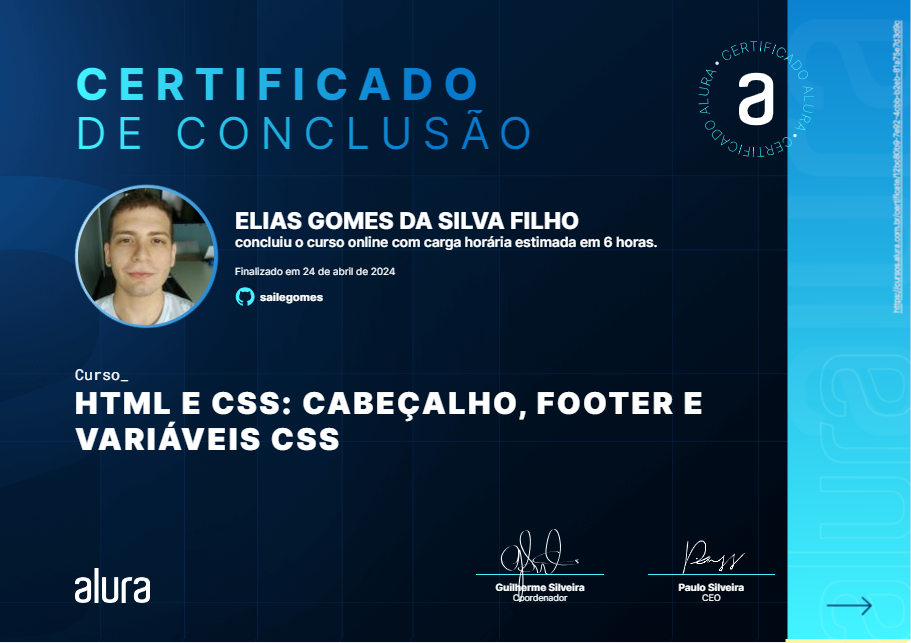 CERTIFICADO
DE CONCLUSÃO
CERTIFICADO ALURA • CERTIFICADO ALURA •
a
ELIAS GOMES DA SILVA FILHO
concluiu o curso online com carga horária estimada em 6 horas.
Finalizado em 24 de abril de 2024
sailegomes
Curso_
HTML E CSS: CABEÇALHO, FOOTER E
VARIÁVEIS CSS
alura
Guilherme Silveira
Coordenador
Paulo Silveira
CEO
alura